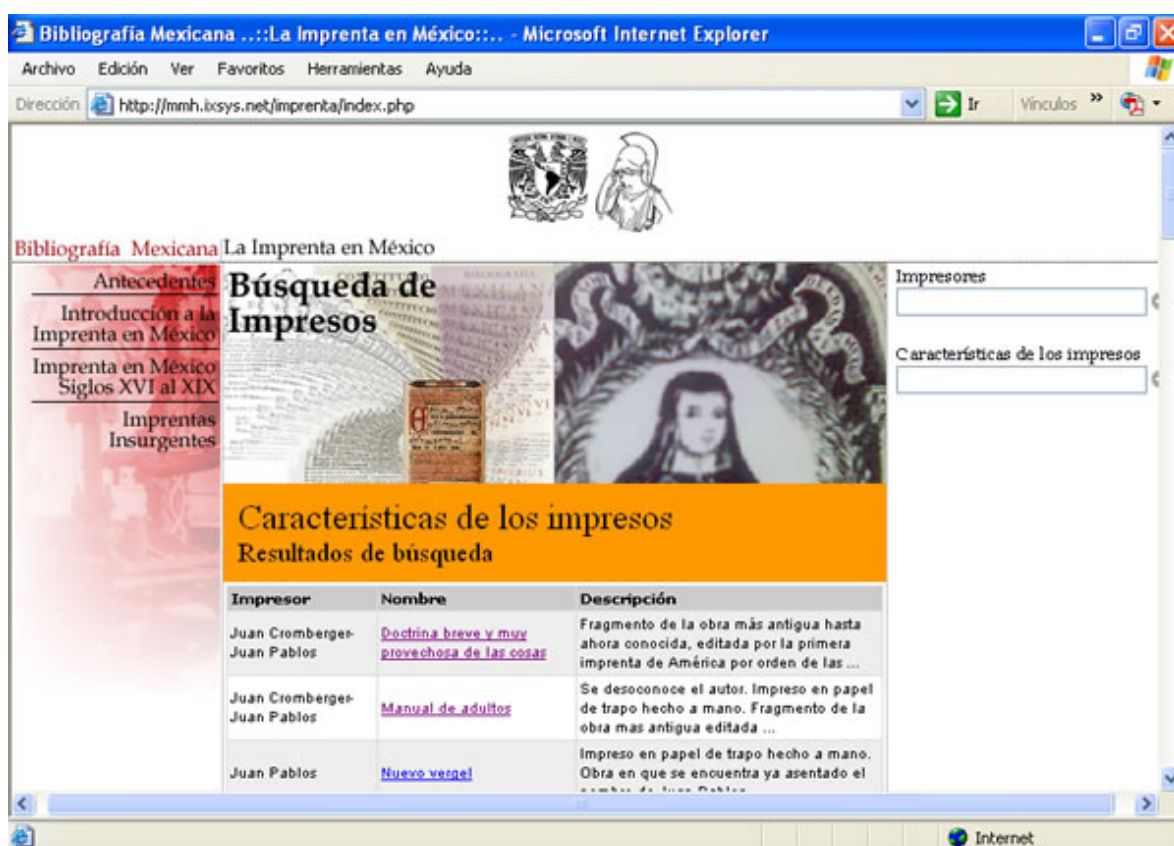 Bibliografía Mexicana ..::La Imprenta en México::.. - Microsoft Internet Explorer
Archivo Edición Ver Favoritos Herramientas Ayuda
Dirección http://mmh.ixsys.net/imprenta/index.php Ir Vínculos »
Bibliografía Mexicana La Imprenta en México
Antecedentes
Introducción a la
Imprenta en México
Imprenta en México
Siglos XVI al XIX
Imprentas
Insurgentes
Búsqueda de
Impresos
Impresores
Características de los impresos
Características de los impresos
Resultados de búsqueda
Impresor Nombre Descripción
Juan Cromberger-
Juan Pablos
Doctrina breve y muy
provechosa de las cosas
Fragmento de la obra más antigua hasta
ahora conocida, editada por la primera
imprenta de América por orden de las ...
Juan Cromberger-
Juan Pablos
Manual de adultos
Se desoconoce el autor. Impreso en papel
de trapo hecho a mano. Fragmento de la
obra mas antigua editada ...
Juan Pablos
Nuevo vergel
Impreso en papel de trapo hecho a mano.
Obra en que se encuentra ya asentado el
nombre de Juan Pablos
Internet